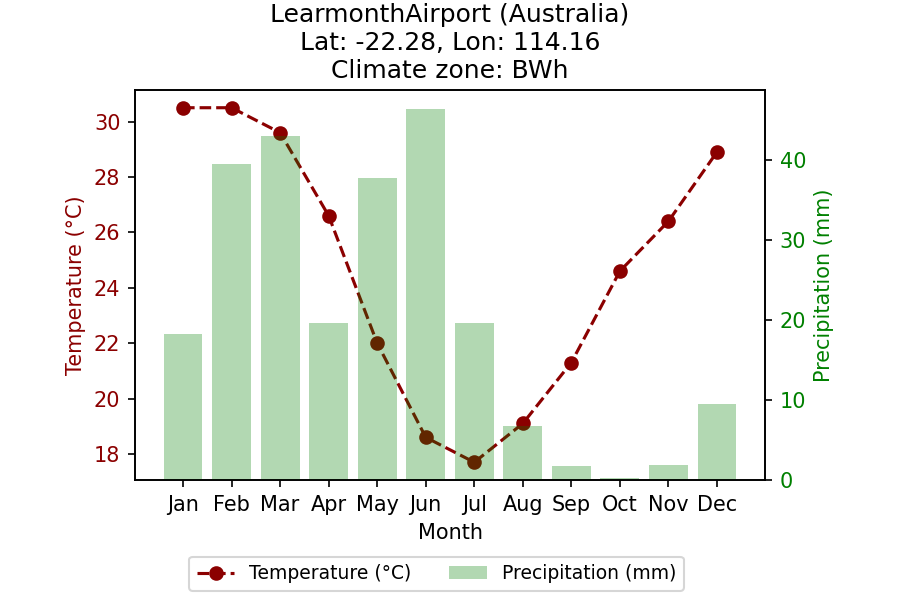 LearmonthAirport (Australia)
Lat: -22.28, Lon: 114.16
Climate zone: BWh
Temperature (°C)
30
28
26
24
22
20
18
40
30
20
10
0
Precipitation (mm)
Jan Feb Mar Apr May Jun Jul Aug Sep Oct Nov Dec
Month
Temperature (°C) Precipitation (mm)